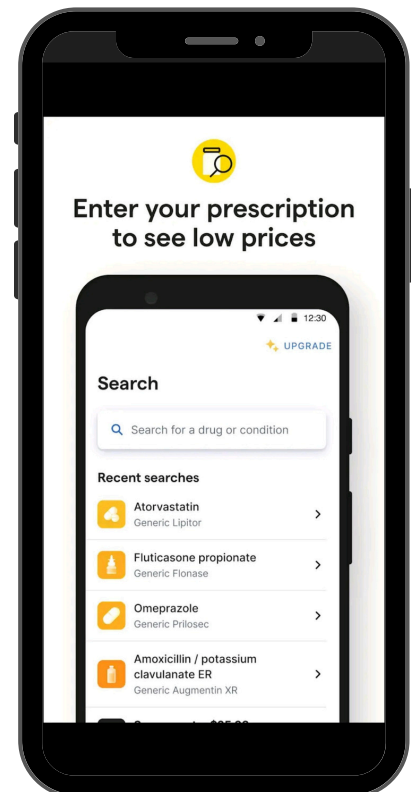 Enter your prescription
to see low prices
12:30
UPGRADE
Search
Search for a drug or condition
Recent searches
Atorvastatin
Generic Lipitor
Fluticasone propionate
Generic Flonase
Omeprazole
Generic Prilosec
Amoxicillin / potassium
clavulanate ER
Generic Augmentin XR